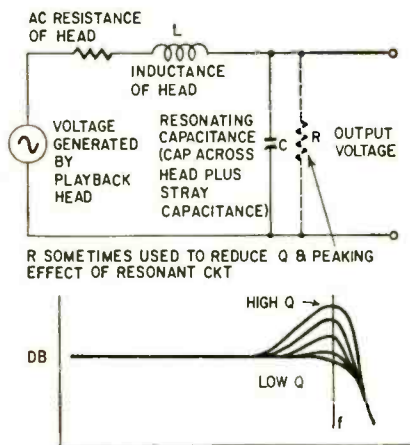 AC RESISTANCE
OF HEAD
L
INDUCTANCE
OF HEAD
VOLTAGE
GENERATED
BY
PLAYBACK
HEAD
RESONATING
CAPACITANCE
(CAP ACROSS
HEAD PLUS
STRAY
CAPACITANCE)
C
R
OUTPUT
VOLTAGE
R SOMETIMES USED TO REDUCE Q & PEAKING
EFFECT OF RESONANT CKT
HIGH Q
DB
LOW Q
f